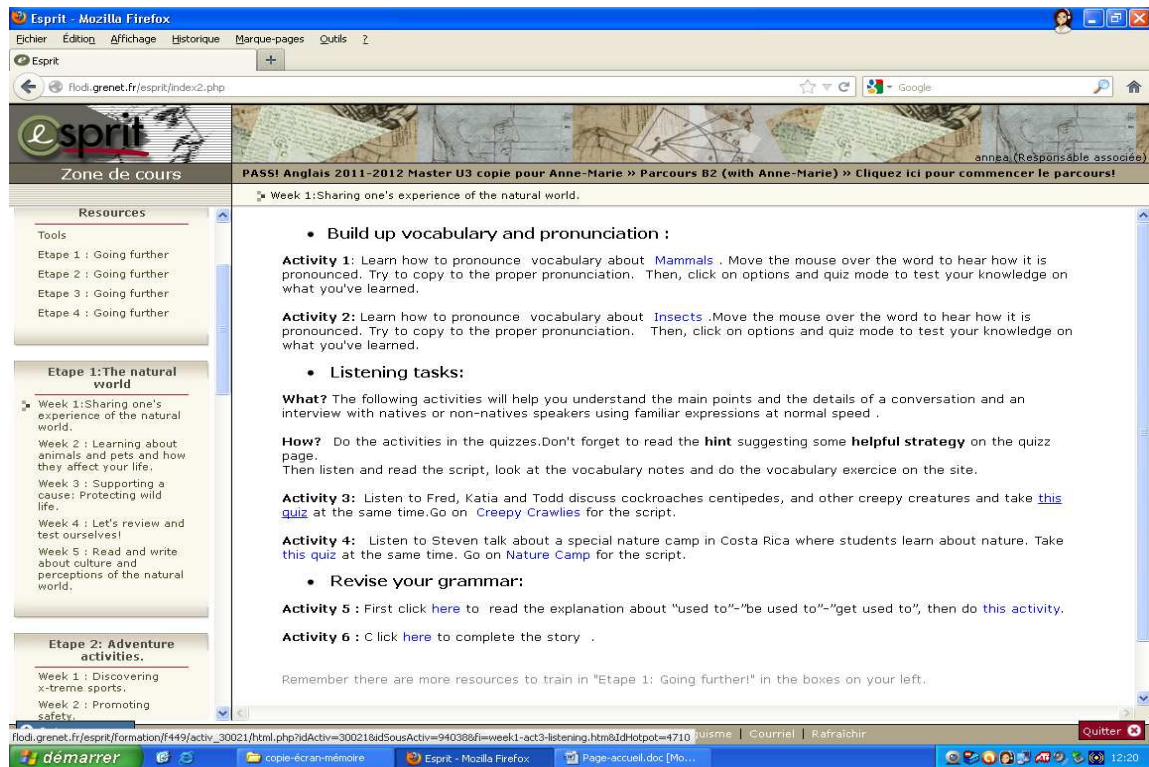 Esprit - Mozilla Firefox
Fichier Édition Affichage Historique Marque-pages Outils ?
Esprit
flodi.grenet.fr/esprit/index2.php
Google
esprit
annea (Responsable associée)
Zone de cours
PASS! Anglais 2011-2012 Master U3 copie pour Anne-Marie » Parcours B2 (with Anne-Marie) » Cliquez ici pour commencer le parcours!
Week 1:Sharing one's experience of the natural world.
Resources
Tools
Etape 1 : Going further
Etape 2 : Going further
Etape 3 : Going further
Etape 4 : Going further
Etape 1:The natural
world
Week 1:Sharing one's
experience of the natural
world.
Week 2 : Learning about
animals and pets and how
they affect your life.
Week 3 : Supporting a
cause: Protecting wild
life.
Week 4 : Let's review and
test ourselves!
Week 5 : Read and write
about culture and
perceptions of the natural
world.
Etape 2: Adventure
activities.
Week 1 : Discovering
x-treme sports.
Week 2 : Promoting
safety.
• Build up vocabulary and pronunciation :
Activity 1: Learn how to pronounce vocabulary about Mammals . Move the mouse over the word to hear how it is
pronounced. Try to copy to the proper pronunciation. Then, click on options and quiz mode to test your knowledge on
what you've learned.
Activity 2: Learn how to pronounce vocabulary about Insects .Move the mouse over the word to hear how it is
pronounced. Try to copy to the proper pronunciation. Then, click on options and quiz mode to test your knowledge on
what you've learned.
• Listening tasks:
What? The following activities will help you understand the main points and the details of a conversation and an
interview with natives or non-natives speakers using familiar expressions at normal speed .
How? Do the activities in the quizzes.Don't forget to read the hint suggesting some helpful strategy on the quizz
page.
Then listen and read the script, look at the vocabulary notes and do the vocabulary exercice on the site.
Activity 3: Listen to Fred, Katia and Todd discuss cockroaches centipedes, and other creepy creatures and take this
quiz at the same time.Go on Creepy Crawlies for the script.
Activity 4: Listen to Steven talk about a special nature camp in Costa Rica where students learn about nature. Take
this quiz at the same time. Go on Nature Camp for the script.
• Revise your grammar:
Activity 5 : First click here to read the explanation about "used to"-"be used to"-"get used to", then do this activity.
Activity 6 : C lick here to complete the story .
Remember there are more resources to train in "Etape 1: Going further!" in the boxes on your left.
flodi.grenet.fr/esprit/formation/f449/activ_30021/html.php?idActiv=30021&idSousActiv=94038&fi=week1-act3-listening.htm&IdHotpot=4710
uisme | Courriel | Rafraîchir
Quitter
démarrer
copie-écran-mémoire
Esprit - Mozilla Firefox
Page-accueil.doc [Mo...
12:20